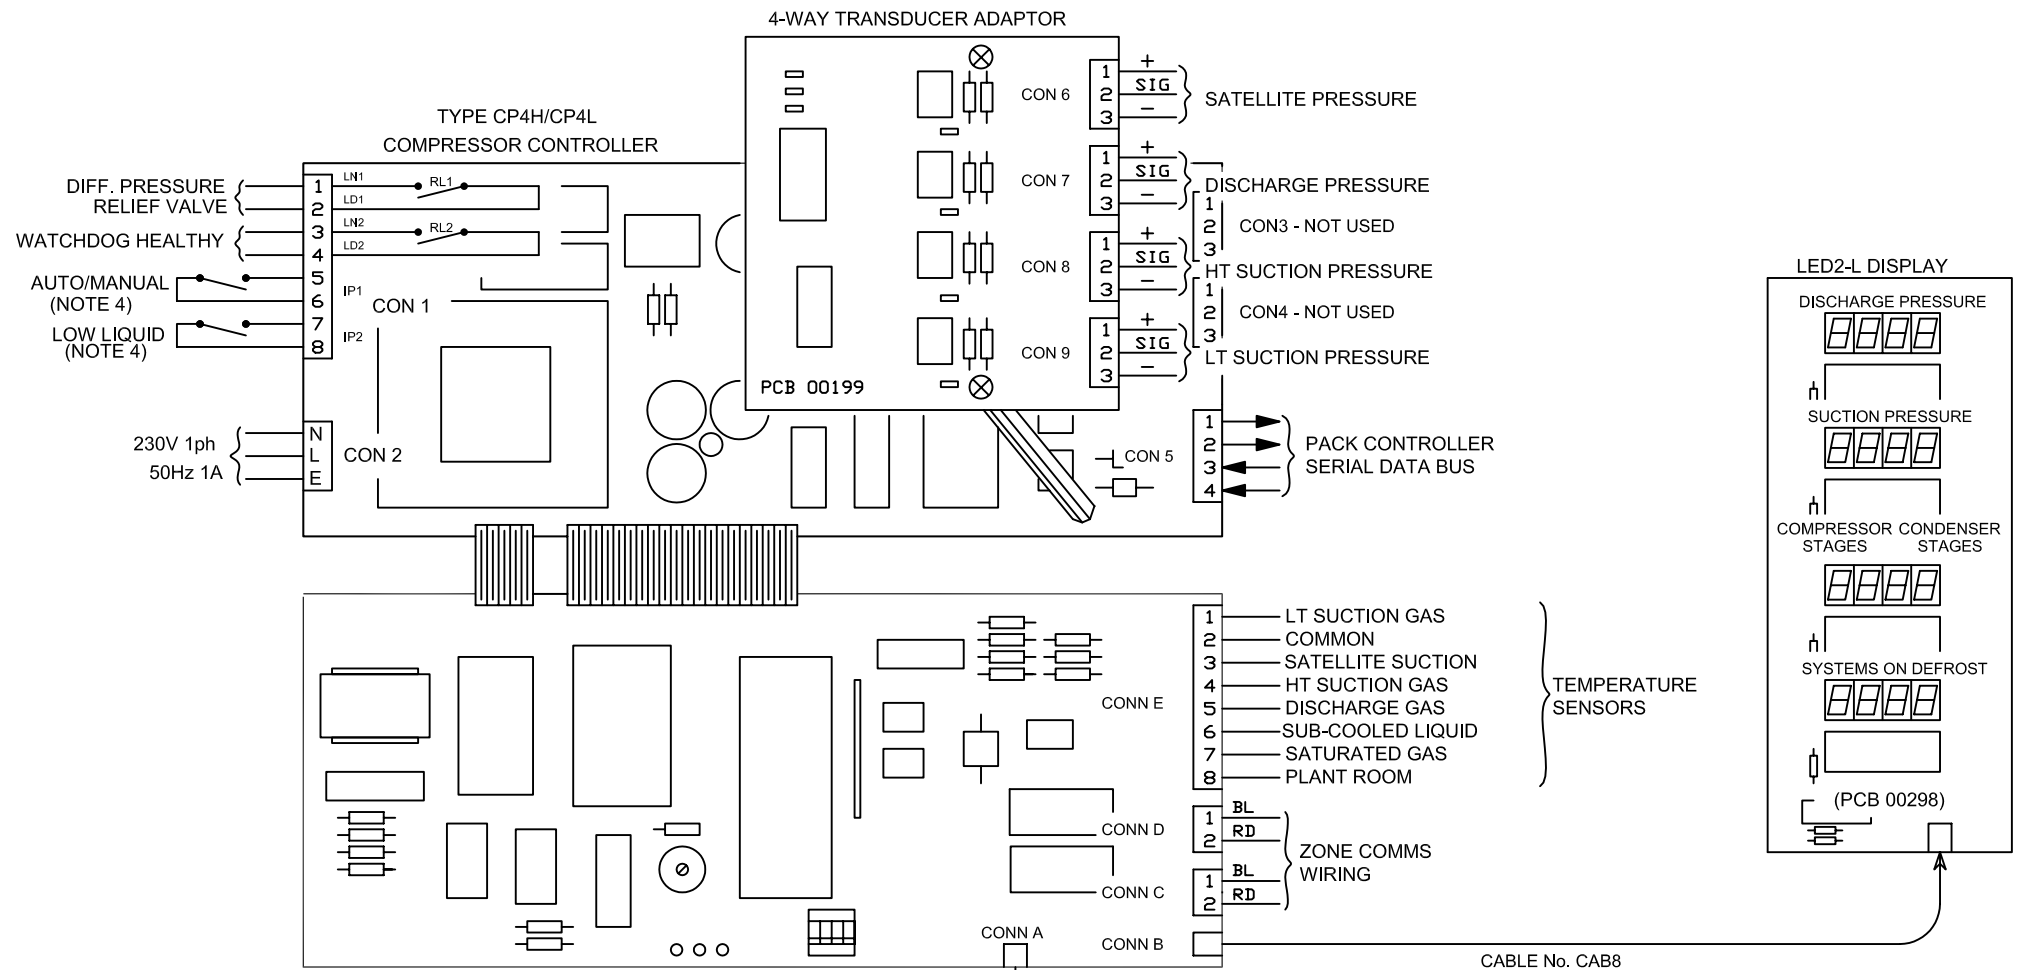 4-WAY TRANSDUCER ADAPTOR
TYPE CP4H/CP4L
COMPRESSOR CONTROLLER
DIFF. PRESSURE
RELIEF VALVE
WATCHDOG HEALTHY
AUTO/MANUAL
(NOTE 4)
LOW LIQUID
(NOTE 4)
1
2
3
4
5
6
7
8
LN1
LD1
LN2
LD2
IP1
IP2
RL1
RL2
CON 1
230V 1ph
50Hz 1A
N
L
E
CON 2
CON 6
1
2
3
+
SIG
-
SATELLITE PRESSURE
CON 7
1
2
3
+
SIG
-
DISCHARGE PRESSURE
1
2
3
CON3 - NOT USED
CON 8
1
2
3
+
SIG
-
HT SUCTION PRESSURE
1
2
3
CON4 - NOT USED
CON 9
1
2
3
+
SIG
-
LT SUCTION PRESSURE
PCB 00199
CON 5
1
2
3
4
PACK CONTROLLER
SERIAL DATA BUS
CONN E
1 LT SUCTION GAS
2 COMMON
3 SATELLITE SUCTION
4 HT SUCTION GAS
5 DISCHARGE GAS
6 SUB-COOLED LIQUID
7 SATURATED GAS
8 PLANT ROOM
TEMPERATURE
SENSORS
CONN D
1 BL
2 RD
CONN C
1 BL
2 RD
ZONE COMMS
WIRING
CONN A
CONN B
CABLE No. CAB8
LED2-L DISPLAY
DISCHARGE PRESSURE
8888
SUCTION PRESSURE
8888
COMPRESSOR STAGES
CONDENSER STAGES
8888
SYSTEMS ON DEFROST
8888
(PCB 00298)